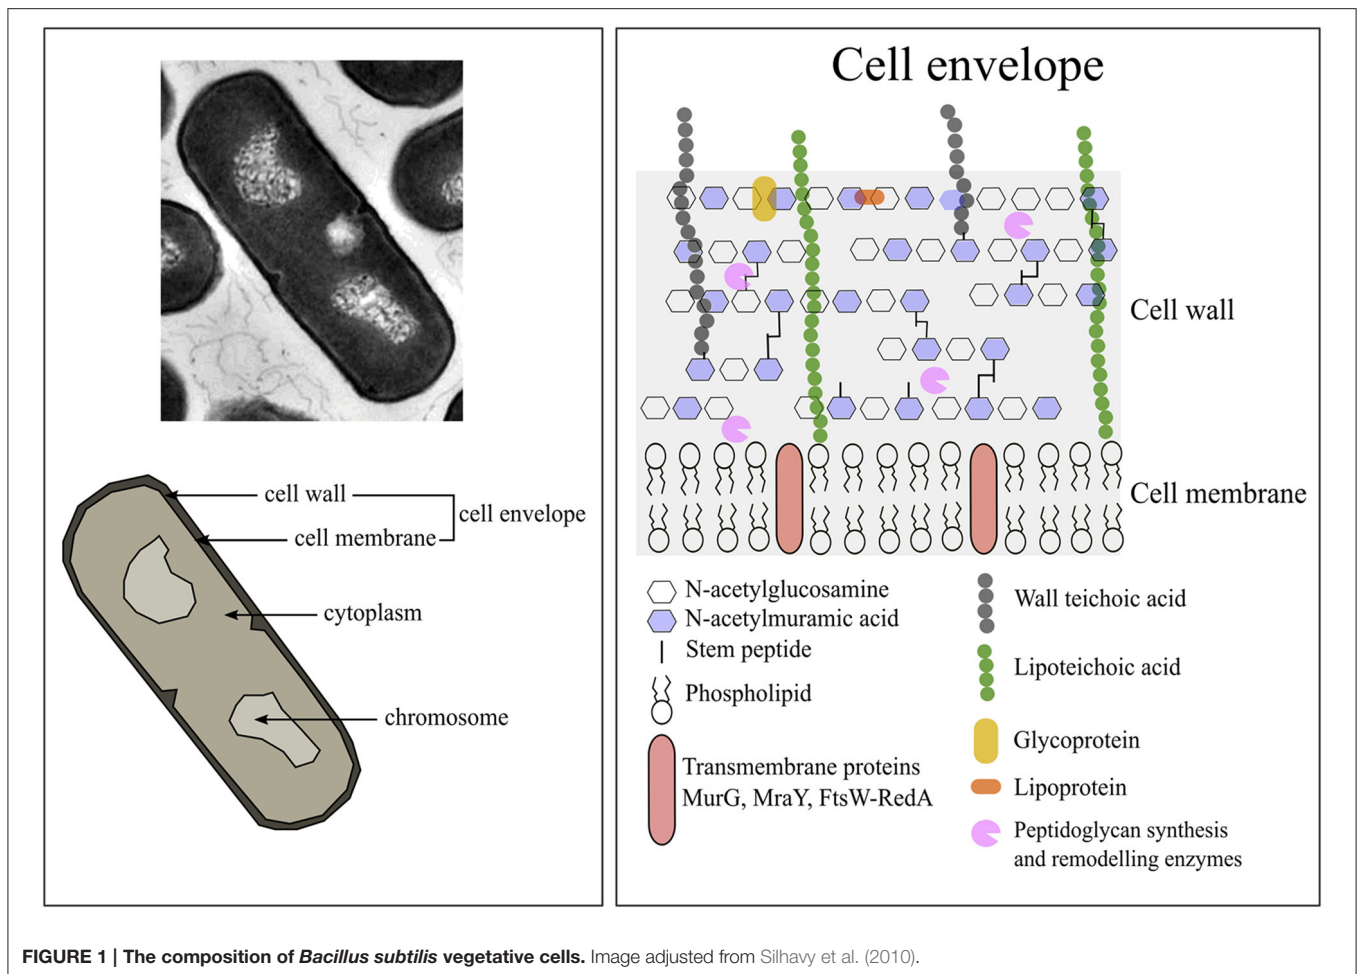 cell wall
cell membrane
cell envelope
cytoplasm
chromosome
Cell envelope
Cell wall
Cell membrane
N-acetylglucosamine
N-acetylmuramic acid
Stem peptide
Phospholipid
Transmembrane proteins
MurG, MraY, FtsW-RedA
Wall teichoic acid
Lipoteichoic acid
Glycoprotein
Lipoprotein
Peptidoglycan synthesis
and remodelling enzymes
FIGURE 1 | The composition of Bacillus subtilis vegetative cells. Image adjusted from Silhavy et al. (2010).